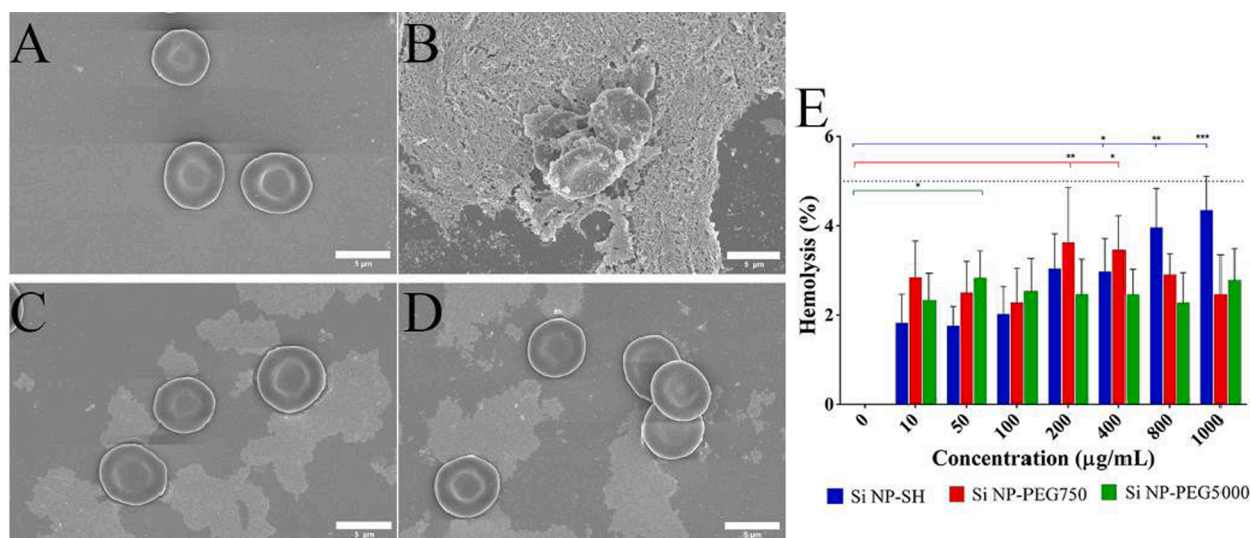 A
B
5 μm
5 μm
C
D
5 μm
5 μm
E
6
4
2
0
Hemolysis (%)
* ** ***
** *
*
0 10 50 100 200 400 800 1000
Concentration (μg/mL)
Si NP-SH Si NP-PEG750 Si NP-PEG5000